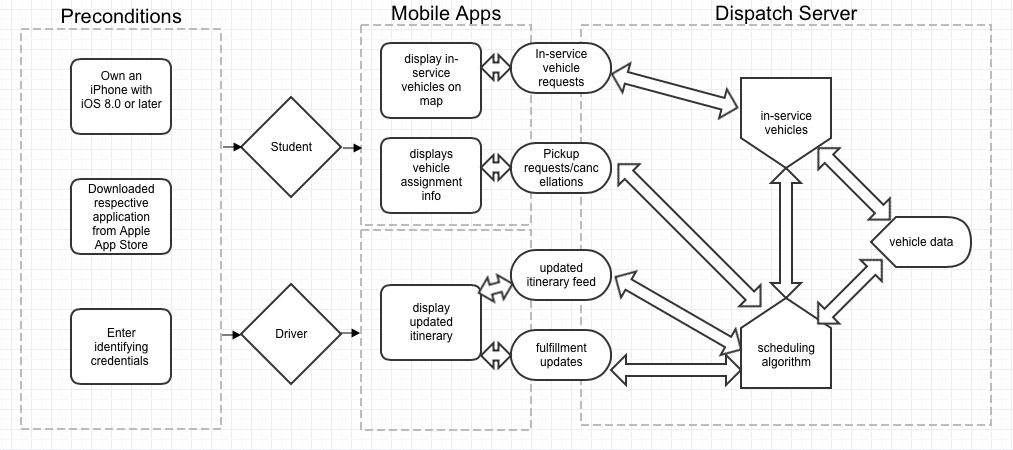 Preconditions
Mobile Apps
Dispatch Server
Own an
iPhone with
iOS 8.0 or later
Downloaded
respective
application
from Apple
App Store
Enter
identifying
credentials
Student
Driver
display in-
service
vehicles on
map
In-service
vehicle
requests
displays
vehicle
assignment
info
Pickup
requests/canc
ellations
display
updated
itinerary
updated
itinerary feed
fulfillment
updates
in-service
vehicles
vehicle data
scheduling
algorithm